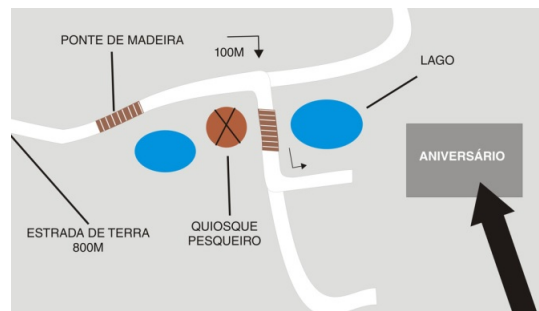 PONTE DE MADEIRA
100M
LAGO
ANIVERSÁRIO
ESTRADA DE TERRA
800M
QUIOSQUE
PESQUEIRO